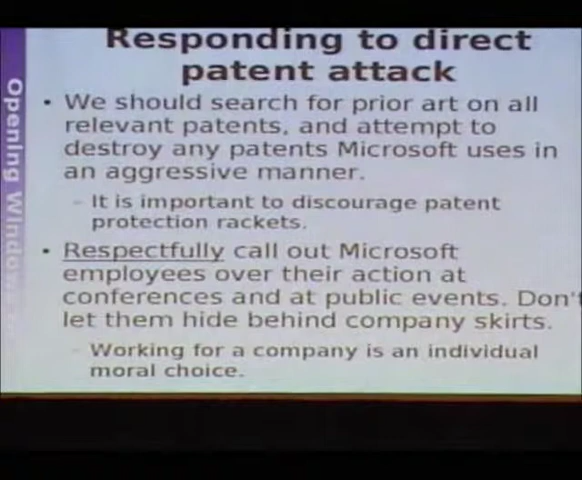 Responding to direct
patent attack
• We should search for prior art on all
relevant patents, and attempt to
destroy any patents Microsoft uses in
an aggressive manner.
– It is important to discourage patent
protection rackets.
• Respectfully call out Microsoft
employees over their action at
conferences and at public events. Don't
let them hide behind company skirts.
– Working for a company is an individual
moral choice.
Opening Windows